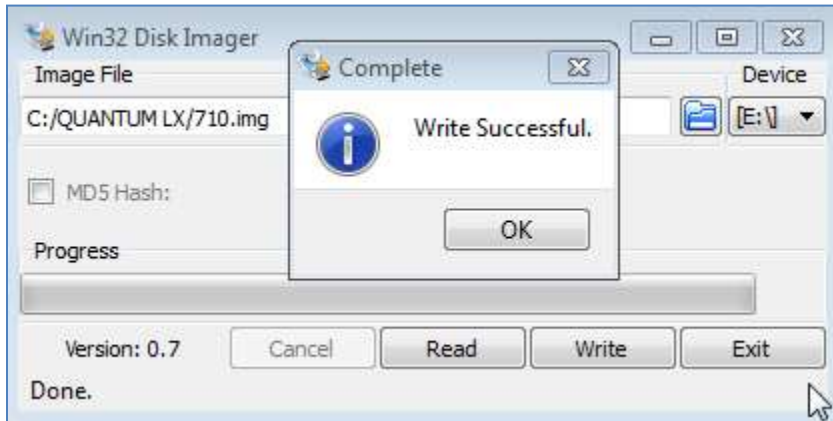 Win32 Disk Imager
Complete
Image File
Device
C:/QUANTUM LX/710.img
[E:\]
Write Successful.
MD5 Hash:
OK
Progress
Version: 0.7
Cancel
Read
Write
Exit
Done.